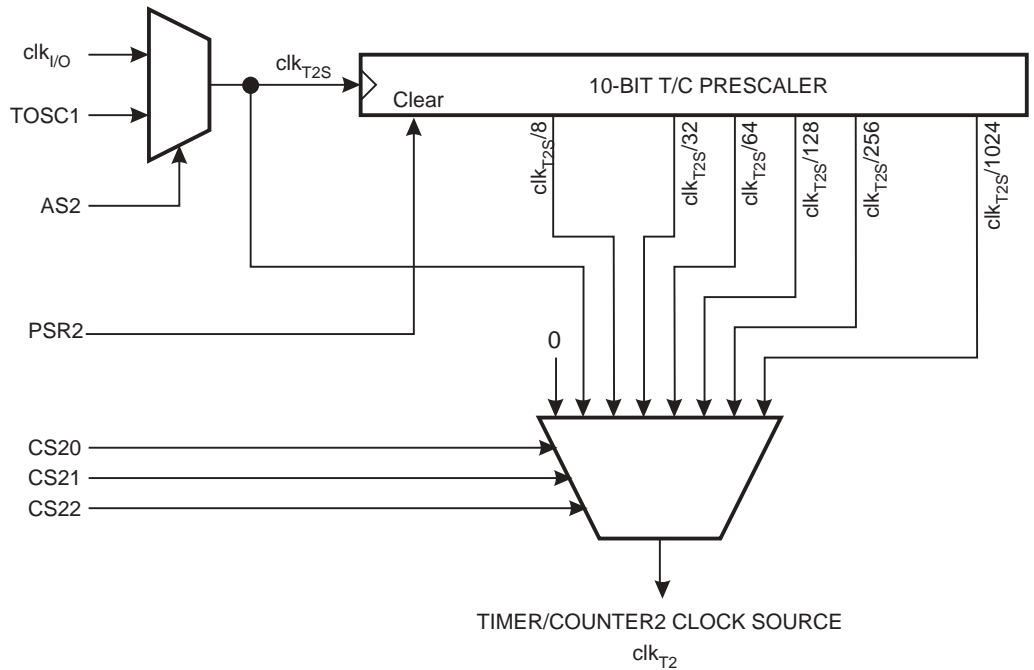 clkI/O
TOSC1
clkT2S
10-BIT T/C PRESCALER
Clear
clkT2S/8
clkT2S/32
clkT2S/64
clkT2S/128
clkT2S/256
clkT2S/1024
AS2
PSR2
0
CS20
CS21
CS22
TIMER/COUNTER2 CLOCK SOURCE
clkT2